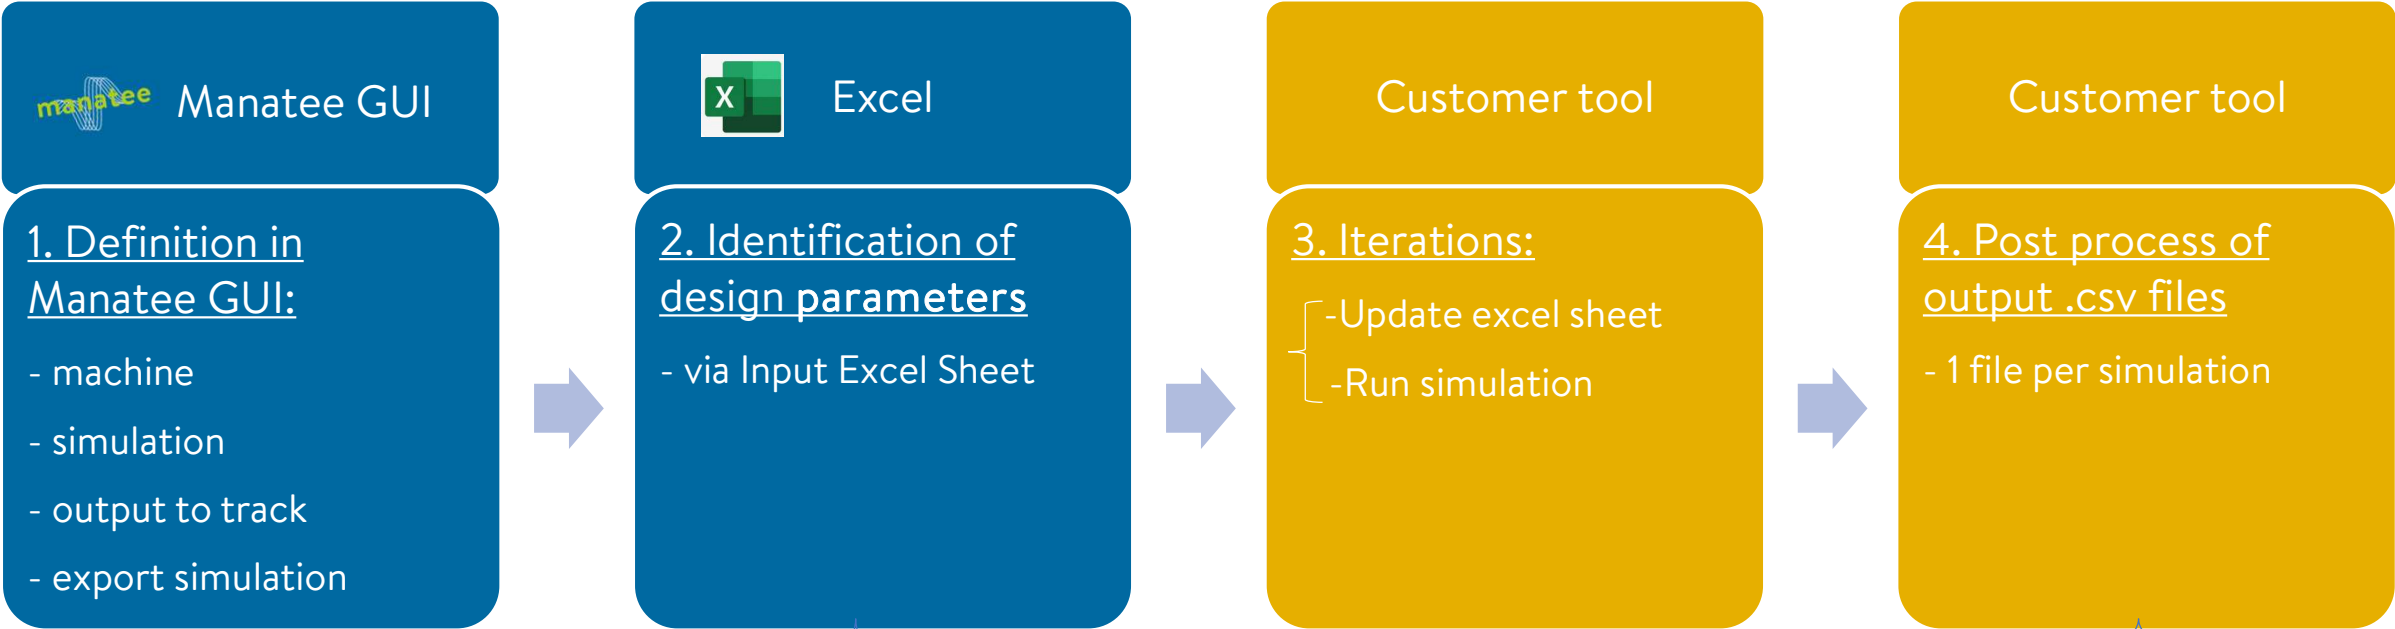 manatee
Manatee GUI
1. Definition in
Manatee GUI:
- machine
- simulation
- output to track
- export simulation
X
Excel
2. Identification of
design parameters
- via Input Excel Sheet
Customer tool
3. Iterations:
-Update excel sheet
-Run simulation
Customer tool
4. Post process of
output .csv files
- 1 file per simulation